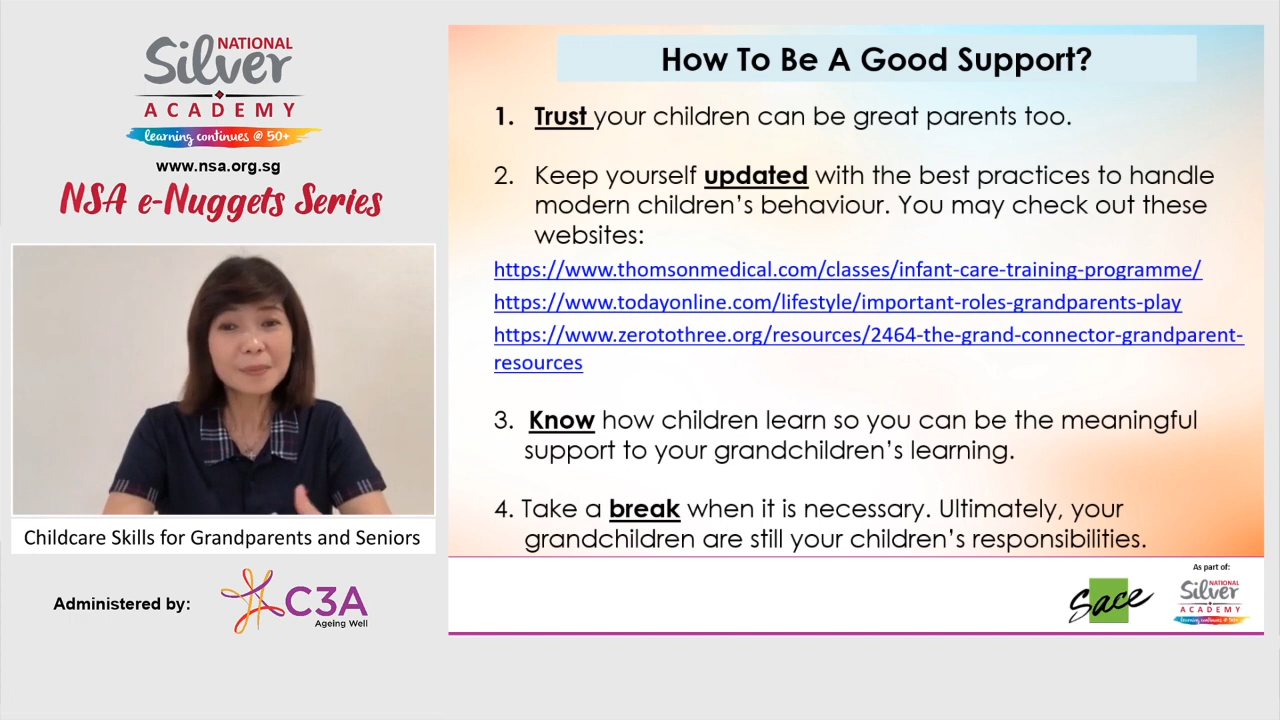 NATIONAL
Silver
ACADEMY
learning continues @ 50+
www.nsa.org.sg
NSA e-Nuggets Series
Childcare Skills for Grandparents and Seniors
Administered by:
C3A
Ageing Well
How To Be A Good Support?
1. Trust your children can be great parents too.
2. Keep yourself updated with the best practices to handle
modern children's behaviour. You may check out these
websites:
https://www.thomsonmedical.com/classes/infant-care-training-programme/
https://www.todayonline.com/lifestyle/important-roles-grandparents-play
https://www.zerotothree.org/resources/2464-the-grand-connector-grandparent-
resources
3. Know how children learn so you can be the meaningful
support to your grandchildren's learning.
4. Take a break when it is necessary. Ultimately, your
grandchildren are still your children's responsibilities.
Sace
As part of:
NATIONAL
Silver
ACADEMY
learning continues @ 50+